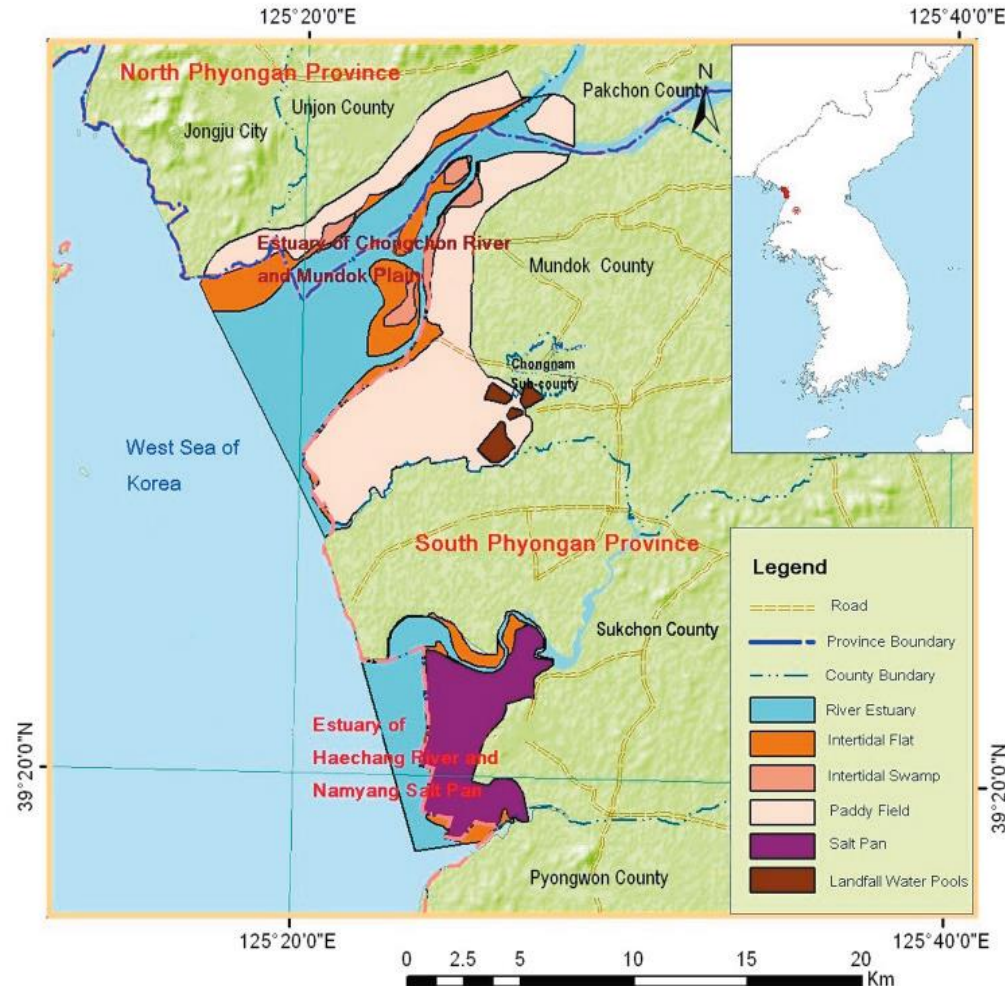 125°20'0"E
125°40'0"E
North Phyongan Province
Unjon County
Jongju City
Pakchon County
N
Estuary of Chongchon River
and Mundok Plain
Mundok County
Chongnam
Sub-county
West Sea of
Korea
South Phyongan Province
Sukchon County
Estuary of
Haechang River and
Namyang Salt Pan
Pyongwon County
39°20'0"N
39°20'0"N
Legend
Road
Province Boundary
County Bundary
River Estuary
Intertidal Flat
Intertidal Swamp
Paddy Field
Salt Pan
Landfall Water Pools
125°20'0"E
125°40'0"E
0 2.5 5 10 15 20
Km